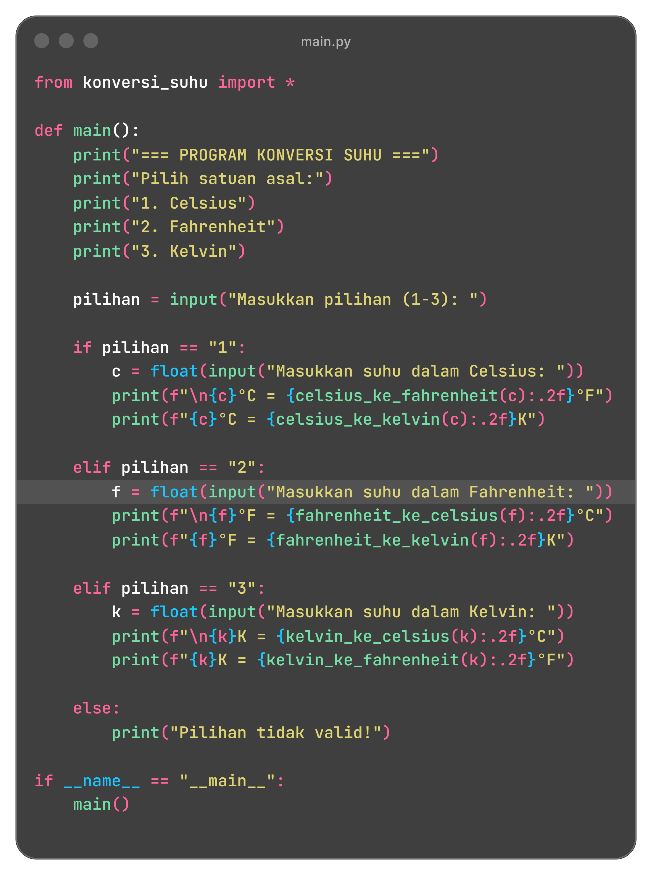 main.py
from konversi_suhu import *
def main():
    print("=== PROGRAM KONVERSI SUHU ===")
    print("Pilih satuan asal:")
    print("1. Celsius")
    print("2. Fahrenheit")
    print("3. Kelvin")
    pilihan = input("Masukkan pilihan (1-3): ")
    if pilihan == "1":
        c = float(input("Masukkan suhu dalam Celsius: "))
        print(f"\n{c}°C = {celsius_ke_fahrenheit(c):.2f}°F")
        print(f"{c}°C = {celsius_ke_kelvin(c):.2f}K")
    elif pilihan == "2":
        f = float(input("Masukkan suhu dalam Fahrenheit: "))
        print(f"\n{f}°F = {fahrenheit_ke_celsius(f):.2f}°C")
        print(f"{f}°F = {fahrenheit_ke_kelvin(f):.2f}K")
    elif pilihan == "3":
        k = float(input("Masukkan suhu dalam Kelvin: "))
        print(f"\n{k}K = {kelvin_ke_celsius(k):.2f}°C")
        print(f"{k}K = {kelvin_ke_fahrenheit(k):.2f}°F")
    else:
        print("Pilihan tidak valid!")
if __name__ == "__main__":
    main()